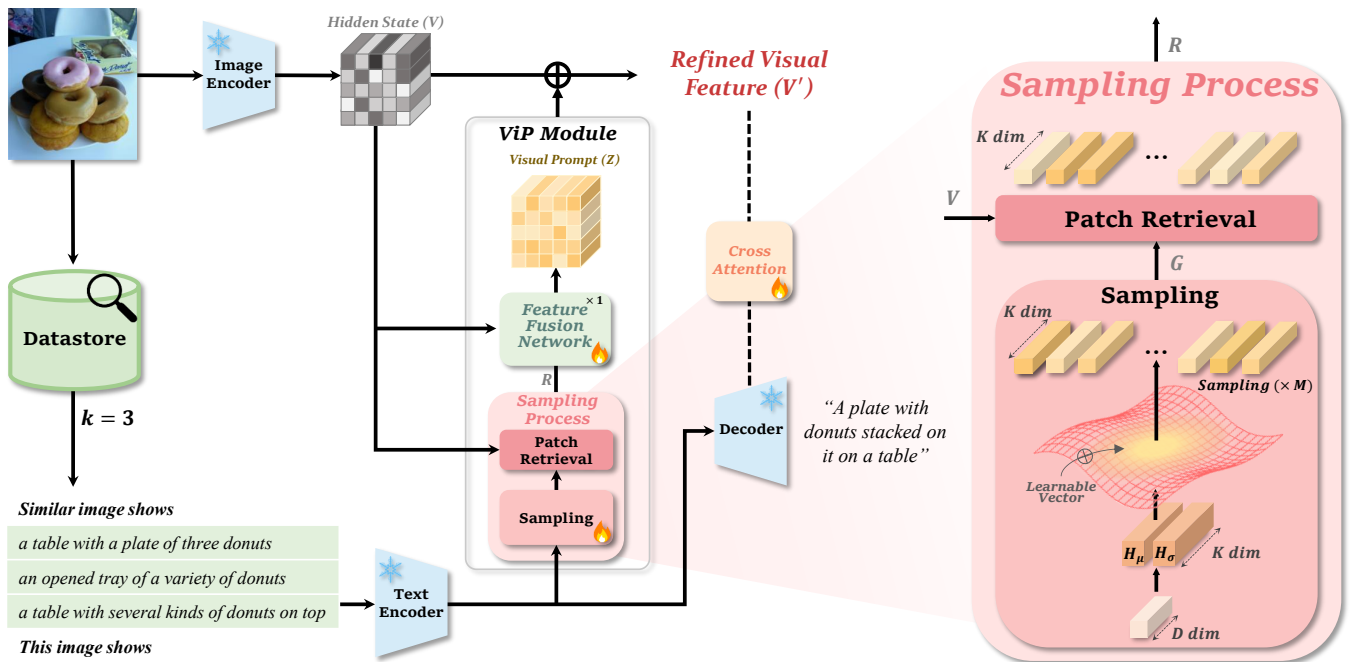 Hidden State (V)
Image
Encoder
Refined Visual
Feature (V')
ViP Module
Visual Prompt (Z)
Feature
Fusion
Network
× 1
R
Sampling
Process
Patch
Retrieval
Sampling
Cross
Attention
Decoder
"A plate with
donuts stacked on
it on a table"
Datastore
k = 3
Similar image shows
a table with a plate of three donuts
an opened tray of a variety of donuts
a table with several kinds of donuts on top
This image shows
Text
Encoder
R
Sampling Process
K dim
...
V
Patch Retrieval
G
Sampling
K dim
...
Sampling (× M)
Learnable
Vector
H_μ H_σ
K dim
D dim